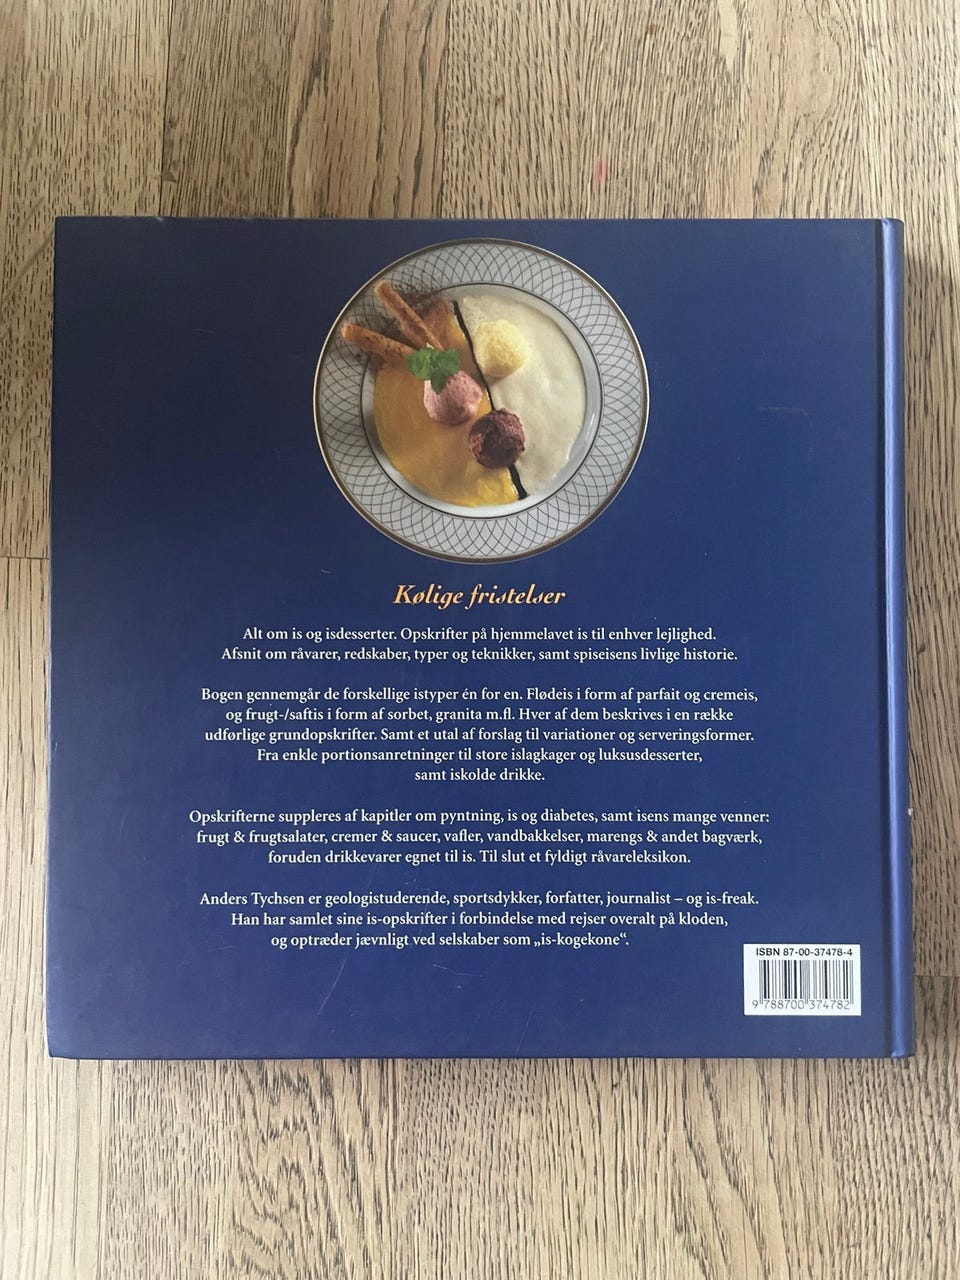 Kølige fristelser
Alt om is og isdesserter. Opskrifter på hjemmelavet is til enhver lejlighed.
Afsnit om råvarer, redskaber, typer og teknikker, samt spiseisens livlige historie.
Bogen gennemgår de forskellige istyper én for en. Flødeis i form af parfait og cremeis,
og frugt-/saftis i form af sorbet, granita m.fl. Hver af dem beskrives i en række
udførlige grundopskrifter. Samt et utal af forslag til variationer og serveringsformer.
Fra enkle portionsanretninger til store islagkager og luksusdesserter,
samt iskolde drikke.
Opskrifterne suppleres af kapitler om pyntning, is og diabetes, samt isens mange venner:
frugt & frugtsalater, cremer & saucer, vafler, vandbakkelser, marengs & andet bagværk,
foruden drikkevarer egnet til is. Til slut et fyldigt råvareleksikon.
Anders Tychsen er geologistuderende, sportsdykker, forfatter, journalist – og is-freak.
Han har samlet sine is-opskrifter i forbindelse med rejser overalt på kloden,
og optræder jævnligt ved selskaber som „is-kogekone“.
ISBN 87-00-37478-4
9 788700 374782